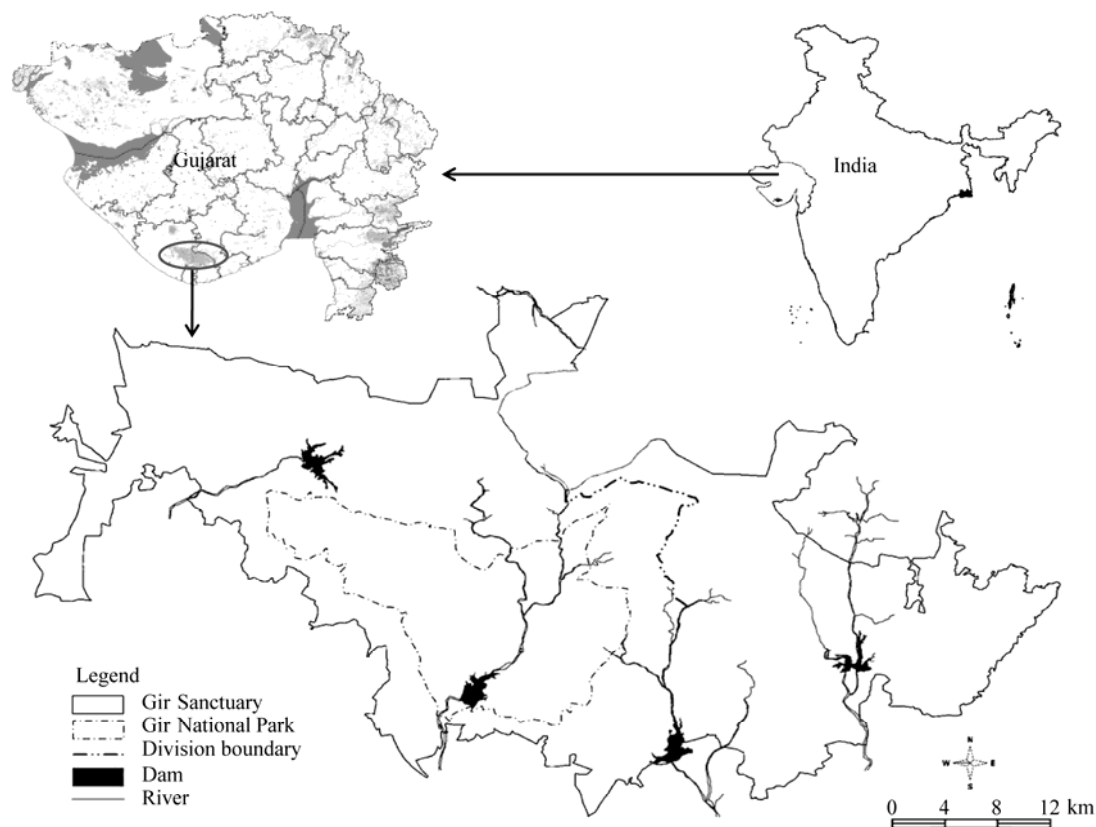 Gujarat
India
Legend
Gir Sanctuary
Gir National Park
Division boundary
Dam
River
N
W E
S
0 4 8 12 km